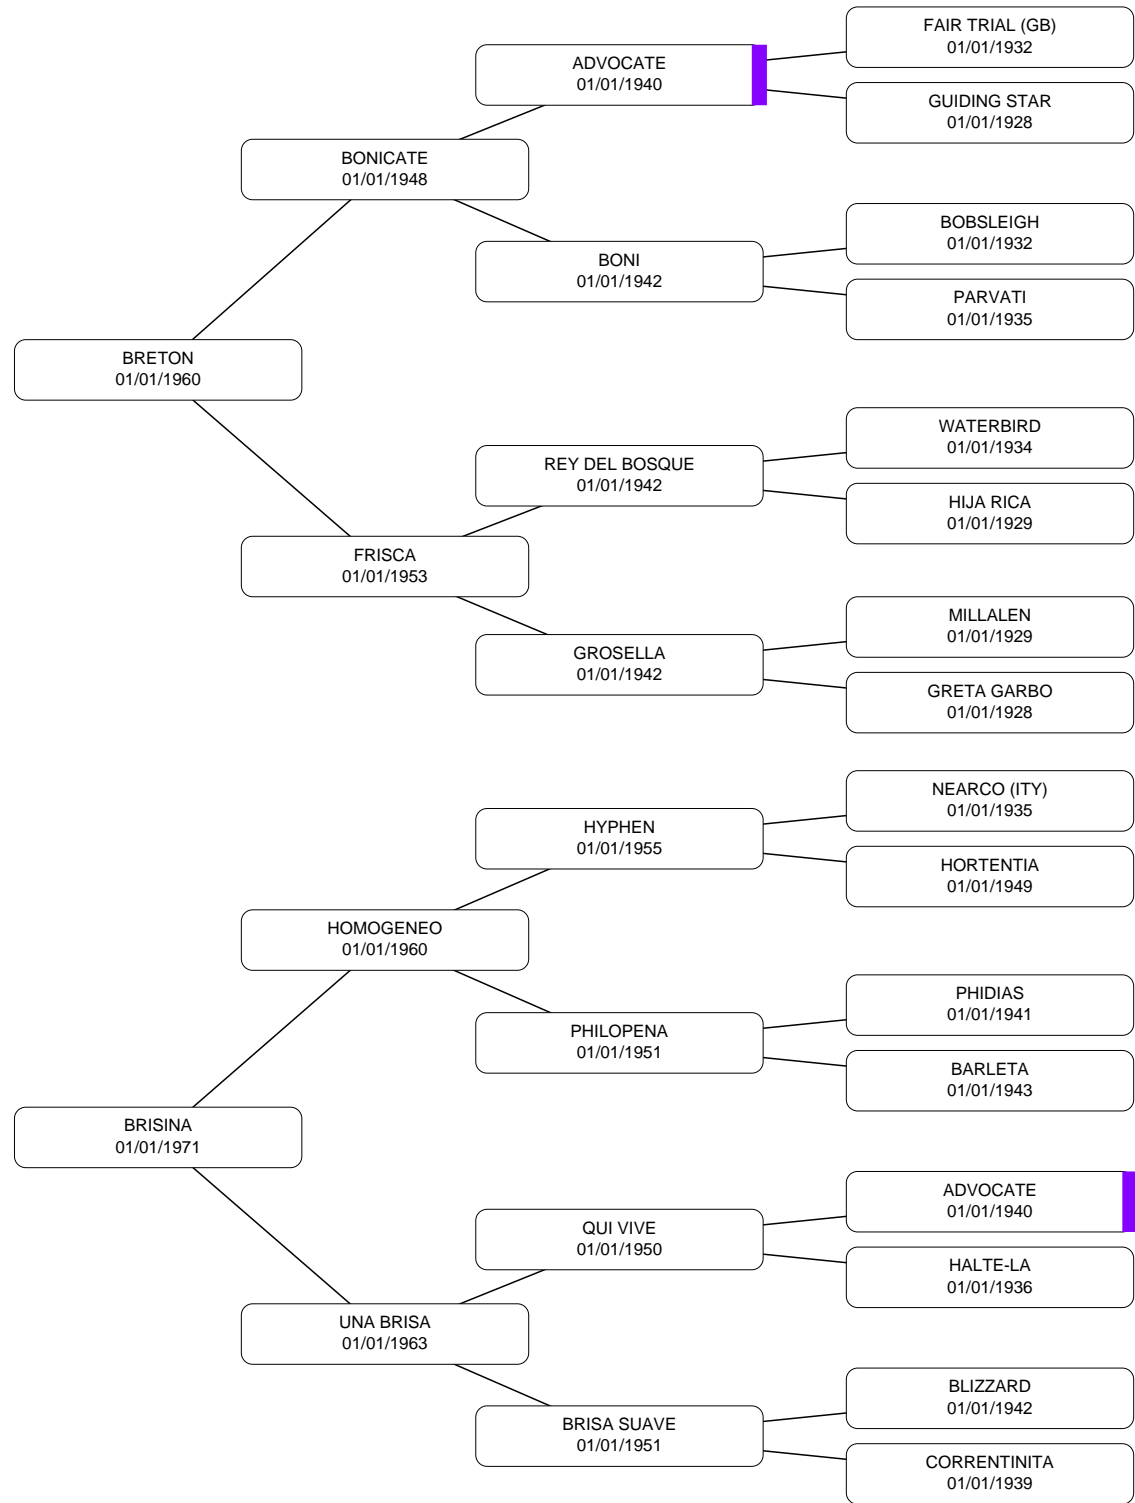 FAIR TRIAL (GB)
01/01/1932
ADVOCATE
01/01/1940
GUIDING STAR
01/01/1928
BONICATE
01/01/1948
BOBSLEIGH
01/01/1932
BONI
01/01/1942
PARVATI
01/01/1935
BRETON
01/01/1960
WATERBIRD
01/01/1934
REY DEL BOSQUE
01/01/1942
HIJA RICA
01/01/1929
FRISCA
01/01/1953
MILLALEN
01/01/1929
GROSELLA
01/01/1942
GRETA GARBO
01/01/1928
NEARCO (ITY)
01/01/1935
HYPHEN
01/01/1955
HORTENTIA
01/01/1949
HOMOGENEO
01/01/1960
PHIDIAS
01/01/1941
PHILOPENA
01/01/1951
BARLETA
01/01/1943
BRISINA
01/01/1971
ADVOCATE
01/01/1940
QUI VIVE
01/01/1950
HALTE-LA
01/01/1936
UNA BRISA
01/01/1963
BLIZZARD
01/01/1942
BRISA SUAVE
01/01/1951
CORRENTINITA
01/01/1939